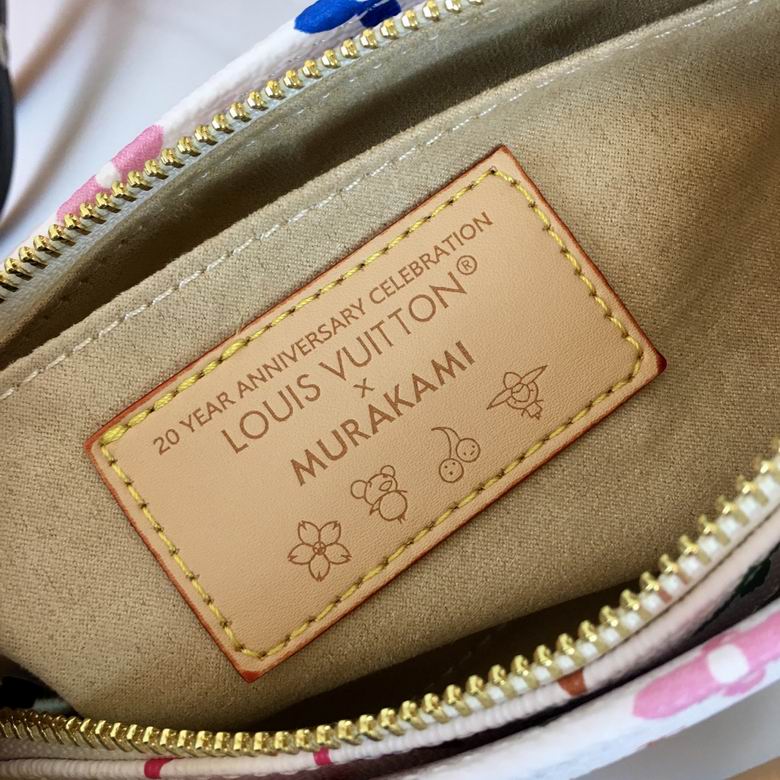 20 YEAR ANNIVERSARY CELEBRATION
LOUIS VUITTON®
×
MURAKAMI